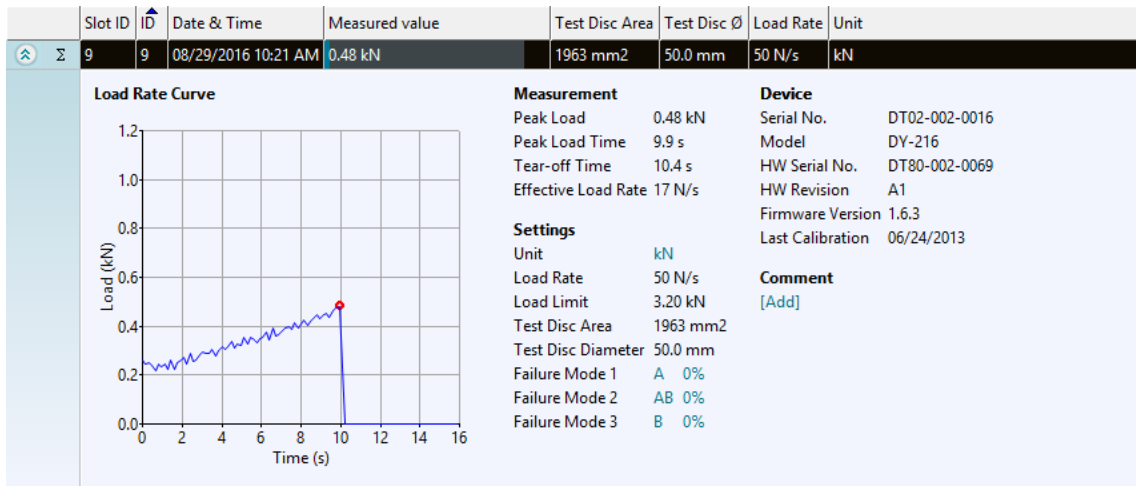 Slot ID ID Date & Time Measured value Test Disc Area Test Disc Ø Load Rate Unit
Σ 9 9 08/29/2016 10:21 AM 0.48 kN 1963 mm2 50.0 mm 50 N/s kN
Load Rate Curve
1.2
1.0
0.8
0.6
0.4
0.2
0.0
Load (kN)
0 2 4 6 8 10 12 14 16
Time (s)
Measurement
Peak Load 0.48 kN
Peak Load Time 9.9 s
Tear-off Time 10.4 s
Effective Load Rate 17 N/s
Settings
Unit kN
Load Rate 50 N/s
Load Limit 3.20 kN
Test Disc Area 1963 mm2
Test Disc Diameter 50.0 mm
Failure Mode 1 A 0%
Failure Mode 2 AB 0%
Failure Mode 3 B 0%
Device
Serial No. DT02-002-0016
Model DY-216
HW Serial No. DT80-002-0069
HW Revision A1
Firmware Version 1.6.3
Last Calibration 06/24/2013
Comment
[Add]